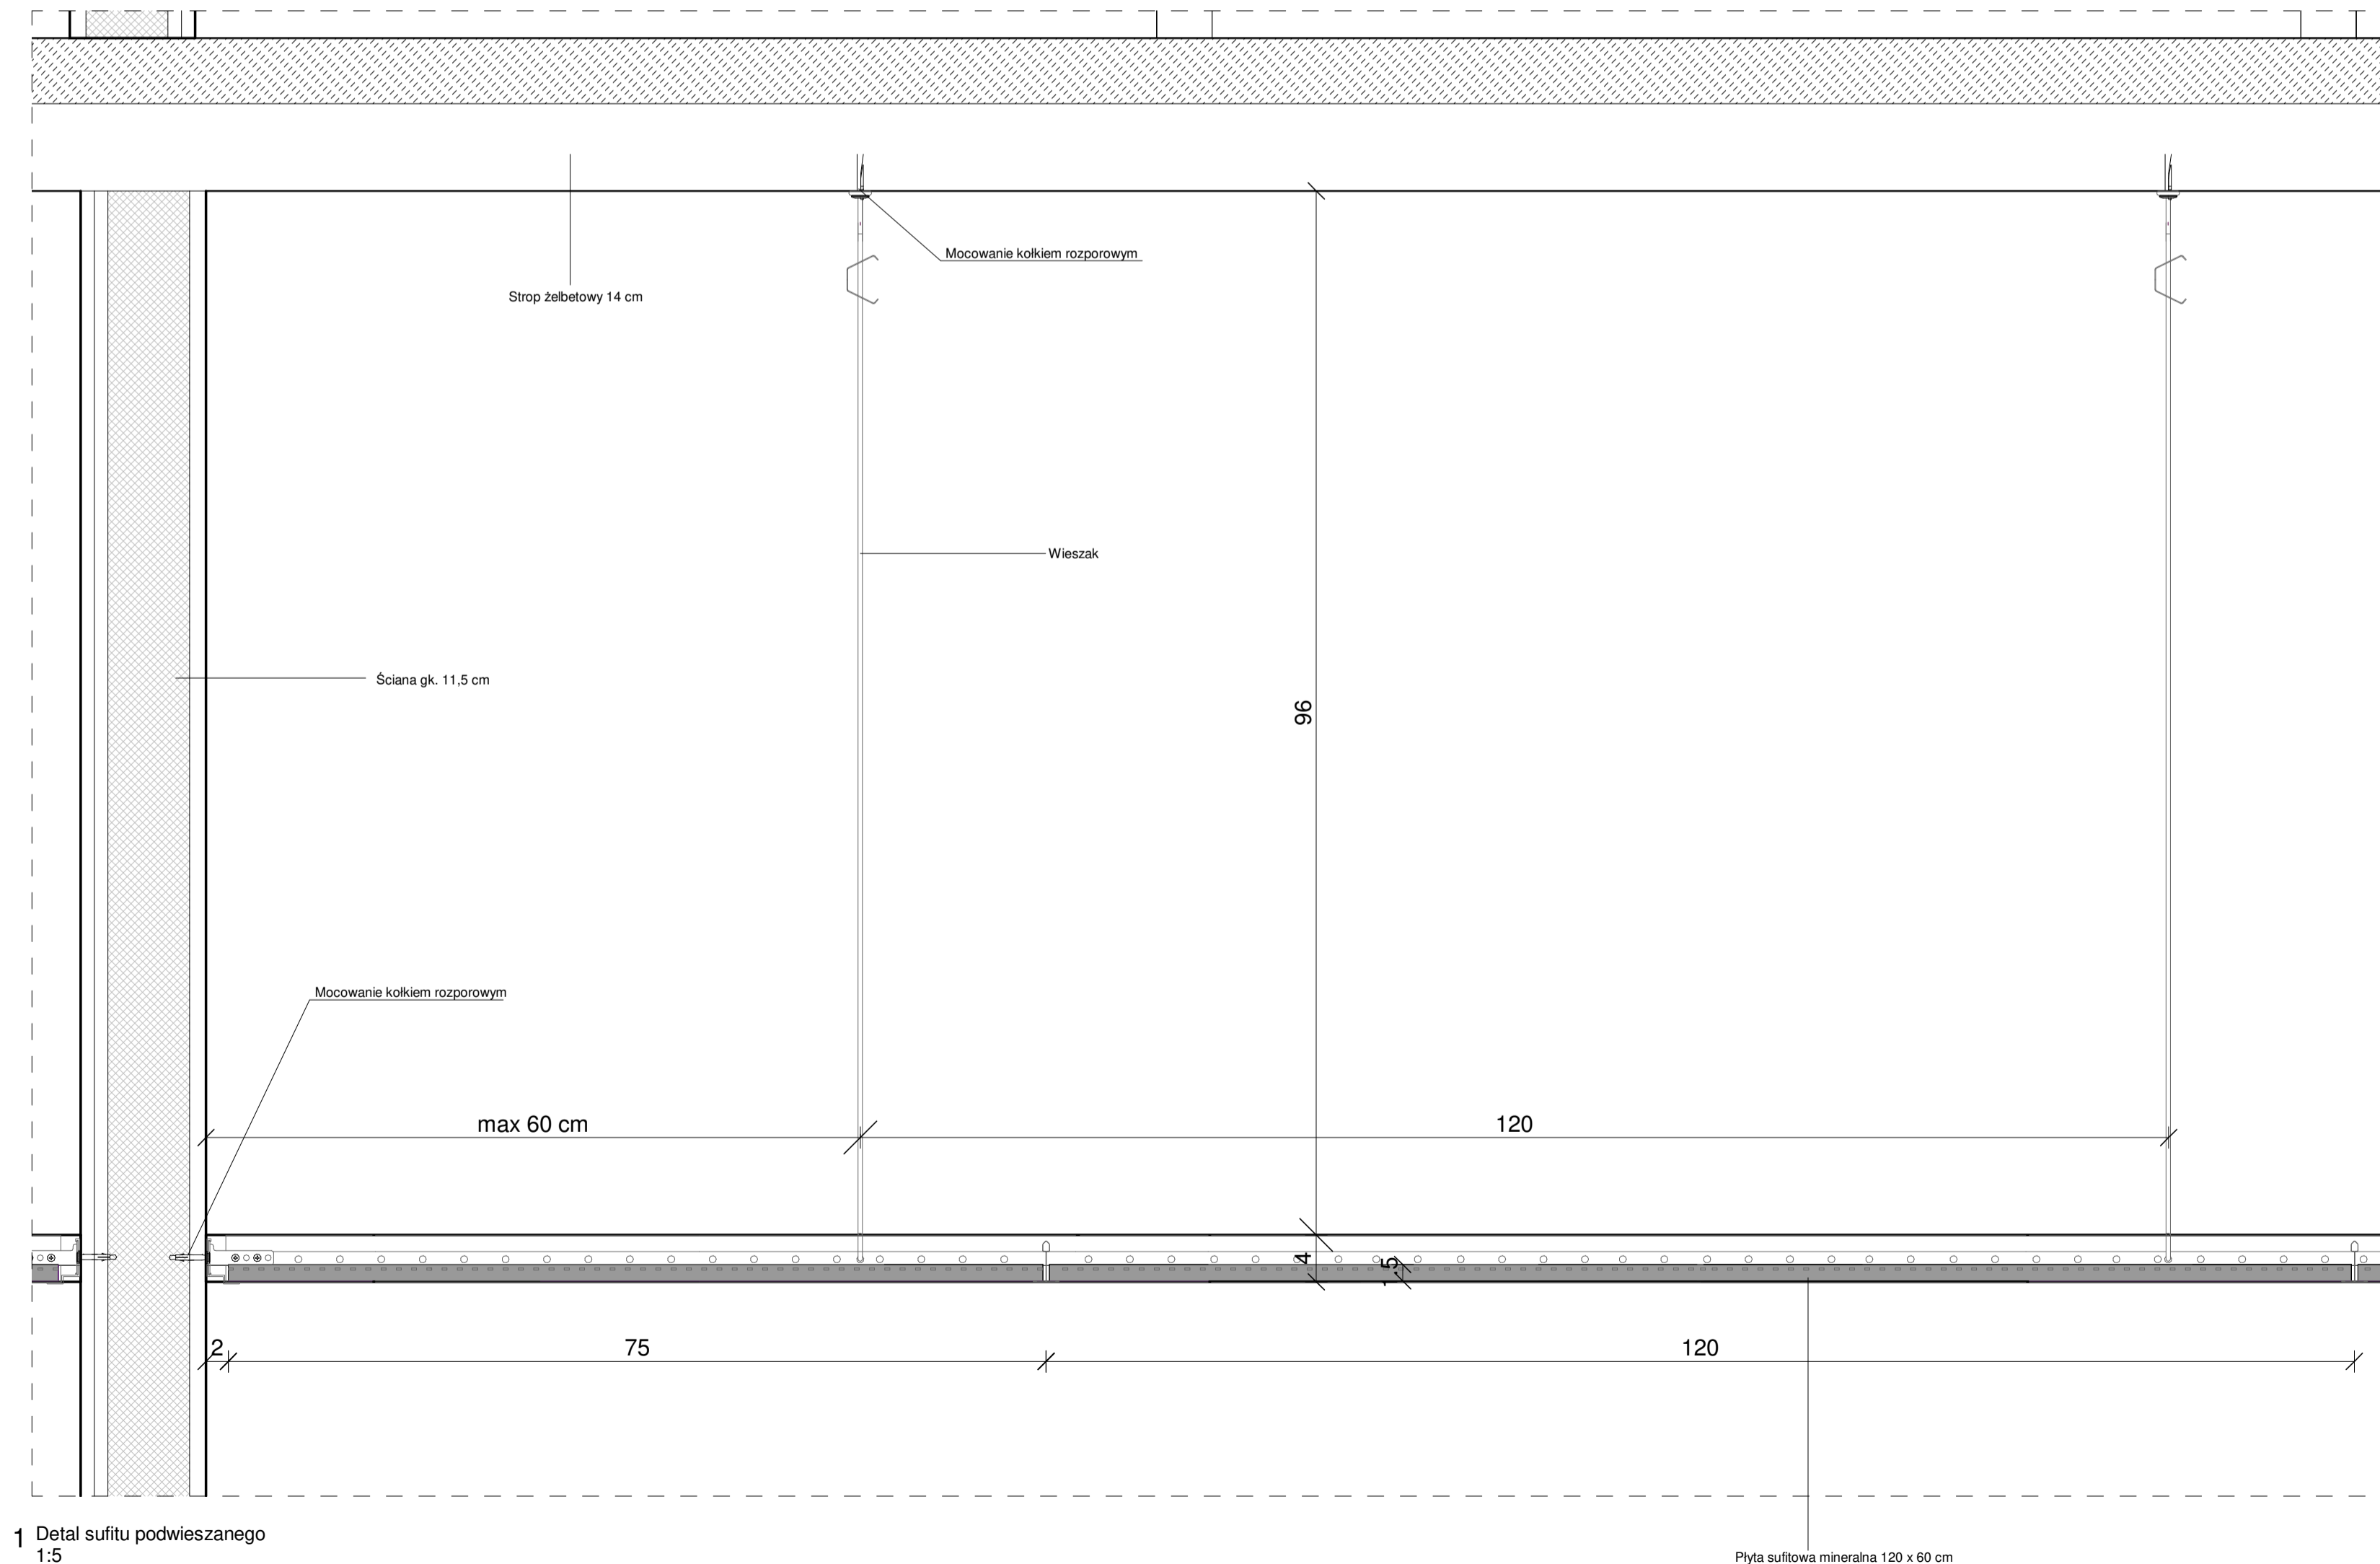 Mocowanie kołkiem rozporowym
Strop żelbetowy 14 cm
Wieszak
Ściana gk. 11,5 cm
96
Mocowanie kołkiem rozporowym
max 60 cm
120
4
1,5
2
75
120
1 Detal sufitu podwieszanego
1:5
Płyta sufitowa mineralna 120 x 60 cm